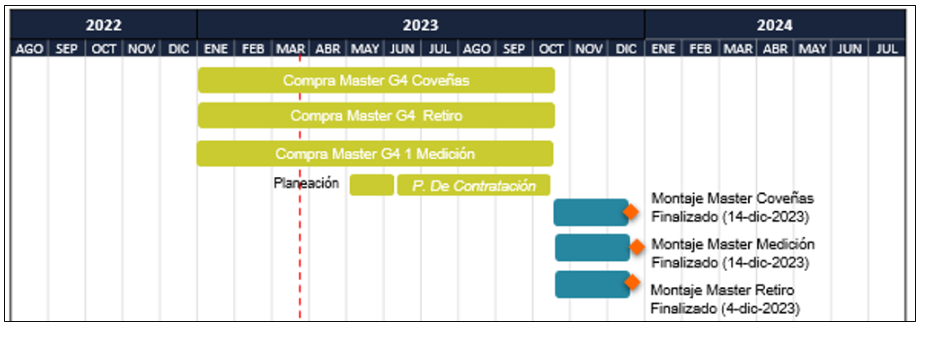 2022 2023 2024
AGO SEP OCT NOV DIC ENE FEB MAR ABR MAY JUN JUL AGO SEP OCT NOV DIC ENE FEB MAR ABR MAY JUN JUL
Compra Master G4 Coveñas
Compra Master G4 Retiro
Compra Master G4 1 Medición
Planeación P. De Contratación
Montaje Master Coveñas
Finalizado (14-dic-2023)
Montaje Master Medición
Finalizado (14-dic-2023)
Montaje Master Retiro
Finalizado (4-dic-2023)